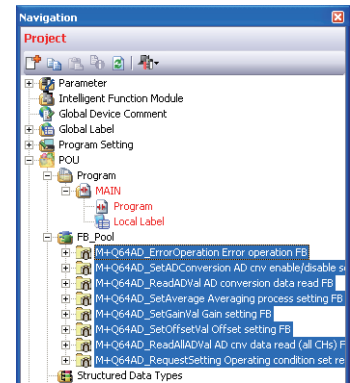 Navigation
Project
Parameter
Intelligent Function Module
Global Device Comment
Global Label
Program Setting
POU
Program
MAIN
Program
Local Label
FB_Pool
M+Q64AD_ErrorOperation Error operation FB
M+Q64AD_SetADConversion AD cnv enable/disable se
M+Q64AD_ReadADVal AD conversion data read FB
M+Q64AD_SetAverage Averaging process setting FB
M+Q64AD_SetGainVal Gain setting FB
M+Q64AD_SetOffsetVal Offset setting FB
M+Q64AD_ReadAllADVal AD cnv data read (all CHs) F
M+Q64AD_RequestSetting Operating condition set re
Structured Data Types